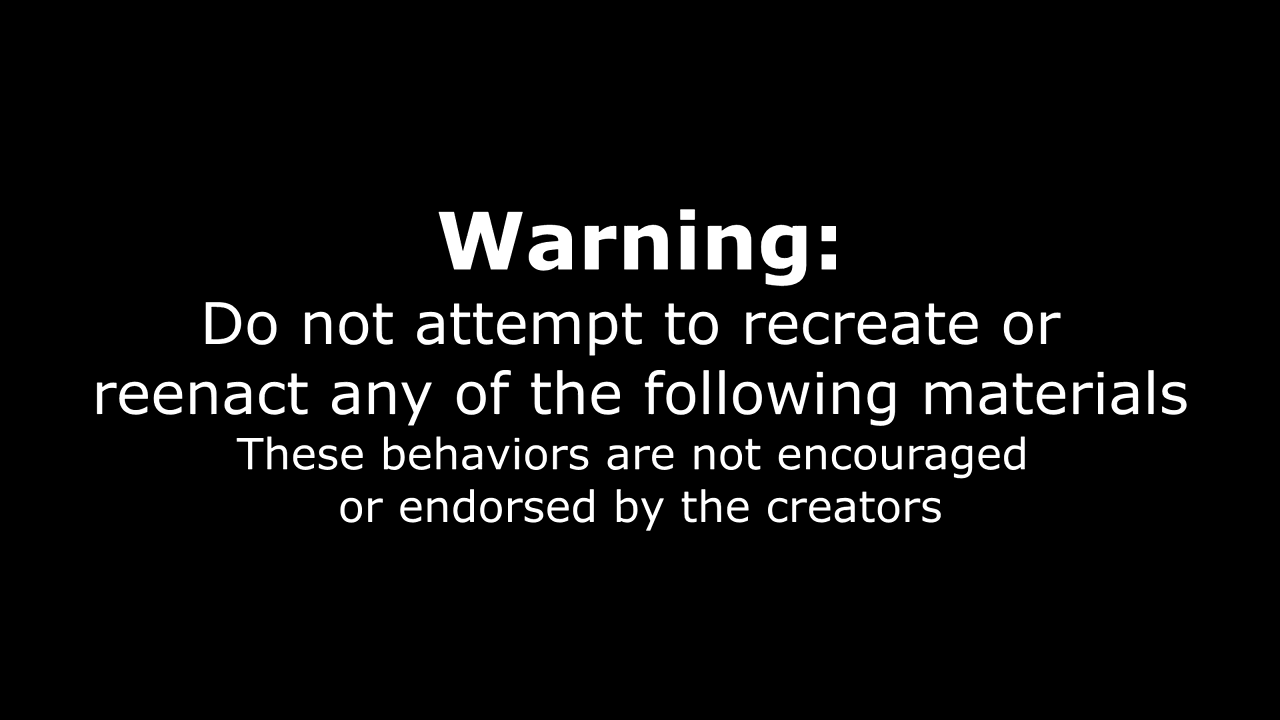 Warning:
Do not attempt to recreate or
reenact any of the following materials
These behaviors are not encouraged
or endorsed by the creators